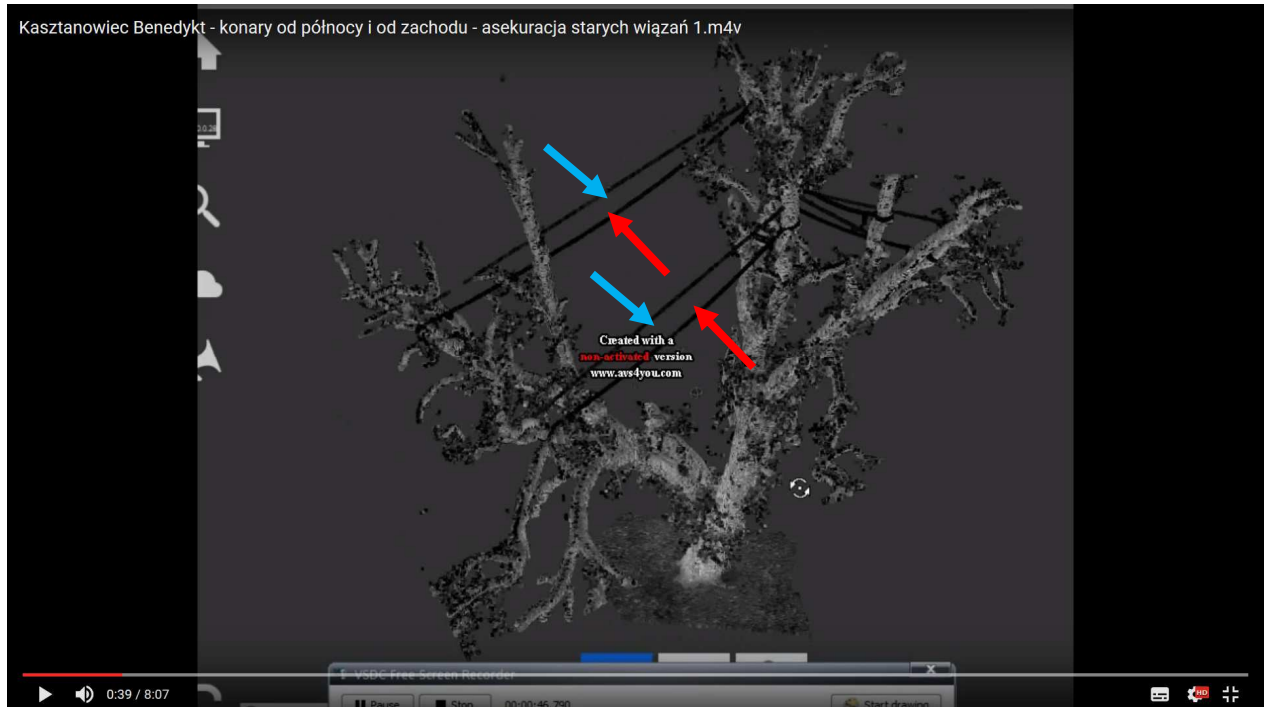 Kasztanowiec Benedykt - konary od północy i od zachodu - asekuracja starych wiązań 1.m4v
Created with a
non-activated version
www.avs4you.com
VSDC Free Screen Recorder
0:39 / 8:07
HD
Pause
Stop
00:00:46.790
Start drawing